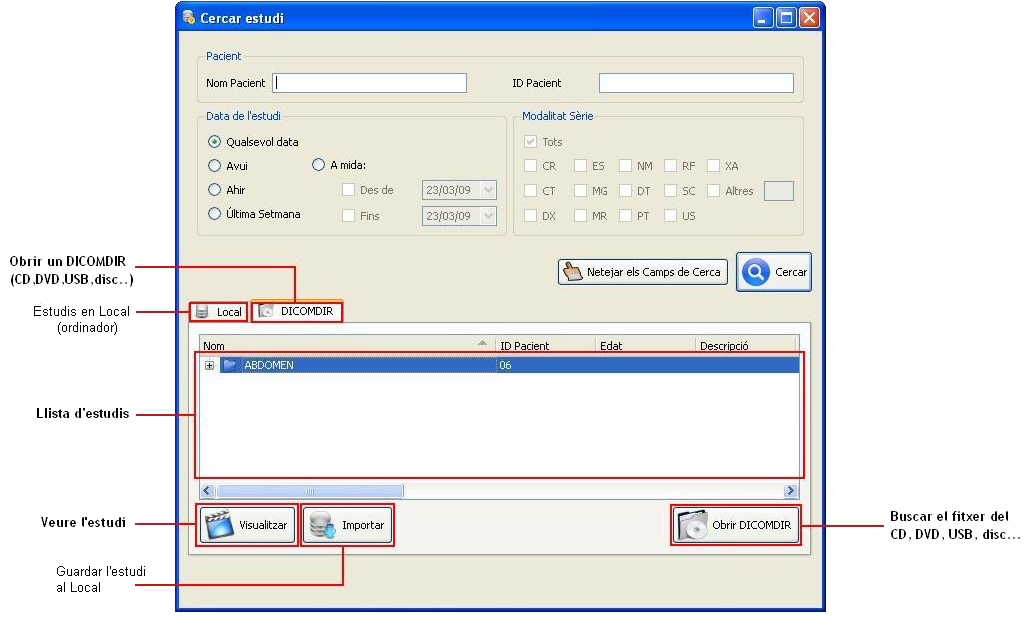 Cercar estudi
Pacient
Nom Pacient
ID Pacient
Data de l'estudi
Qualsevol data
Avui
A mida:
Ahir
Des de
23/03/09
Última Setmana
Fins
23/03/09
Modalitat Sèrie
Tots
CR ES NM RF XA
CT MG DT SC Altres
DX MR PT US
Obrir un DICOMDIR
(CD,DVD,USB,disc..)
Netejar els Camps de Cerca
Cercar
Estudis en Local
(ordinador)
Local
DICOMDIR
Nom ID Pacient Edat Descripció
ABDOMEN 06
Llista d'estudis
Veure l'estudi
Visualitzar
Importar
Obrir DICOMDIR
Buscar el fitxer del
CD, DVD, USB, disc...
Guardar l'estudi
al Local